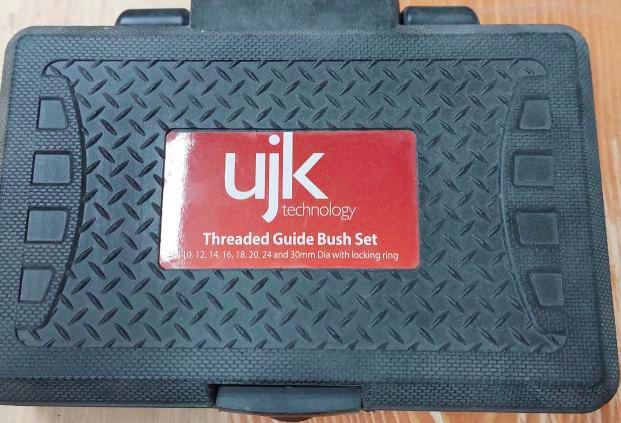 ujk
technology
Threaded Guide Bush Set
10, 12, 14, 16, 18, 20, 24 and 30mm Dia with locking ring